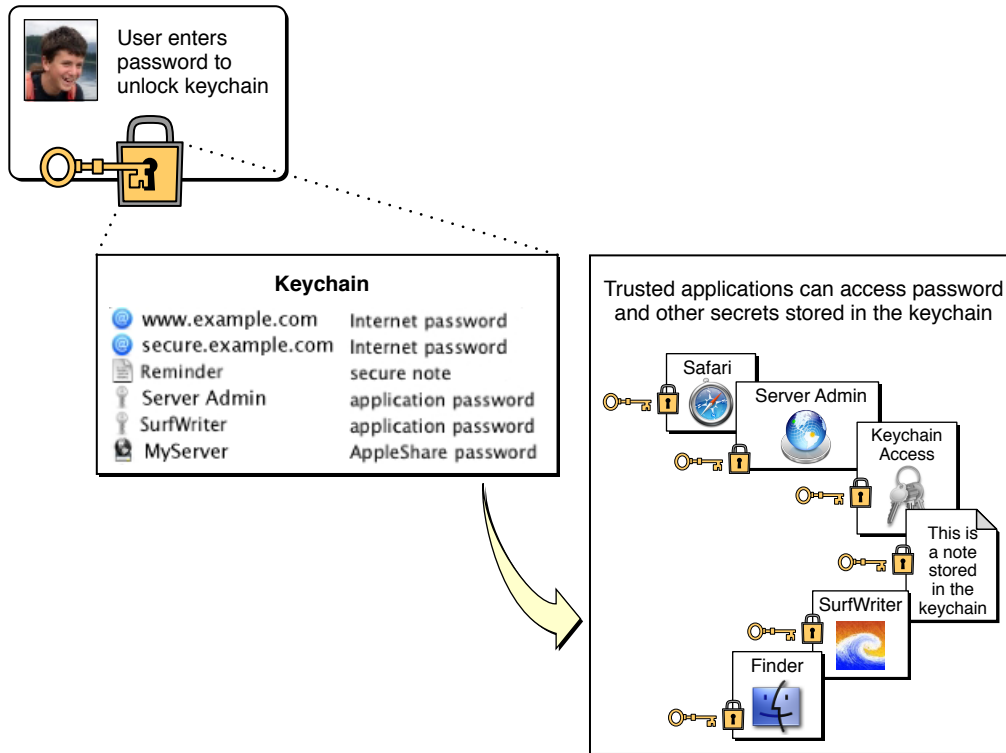 User enters
password to
unlock keychain
Keychain
www.example.com Internet password
secure.example.com Internet password
Reminder secure note
Server Admin application password
SurfWriter application password
MyServer AppleShare password
Trusted applications can access password
and other secrets stored in the keychain
Safari
Server Admin
Keychain
Access
This is
a note
stored
in the
keychain
SurfWriter
Finder